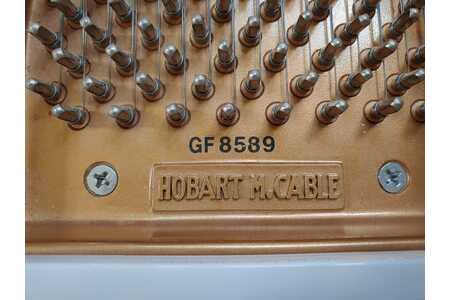 GF 8589
HOBART M. CABLE